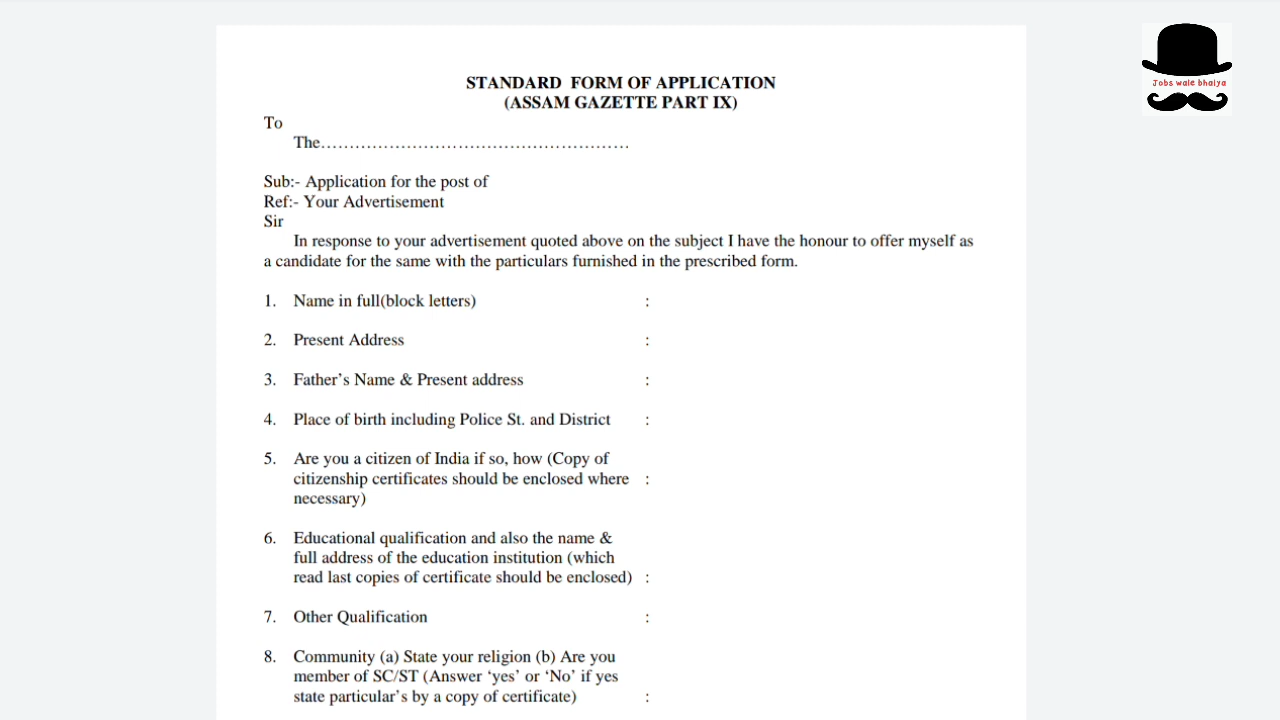 Jobs wale bhaiya
STANDARD FORM OF APPLICATION
(ASSAM GAZETTE PART IX)
To
The......................................................
Sub:- Application for the post of
Ref:- Your Advertisement
Sir
In response to your advertisement quoted above on the subject I have the honour to offer myself as
a candidate for the same with the particulars furnished in the prescribed form.
1. Name in full(block letters) :
2. Present Address :
3. Father's Name & Present address :
4. Place of birth including Police St. and District :
5. Are you a citizen of India if so, how (Copy of
citizenship certificates should be enclosed where :
necessary)
6. Educational qualification and also the name &
full address of the education institution (which
read last copies of certificate should be enclosed) :
7. Other Qualification :
8. Community (a) State your religion (b) Are you
member of SC/ST (Answer ‘yes’ or ‘No’ if yes
state particular’s by a copy of certificate) :